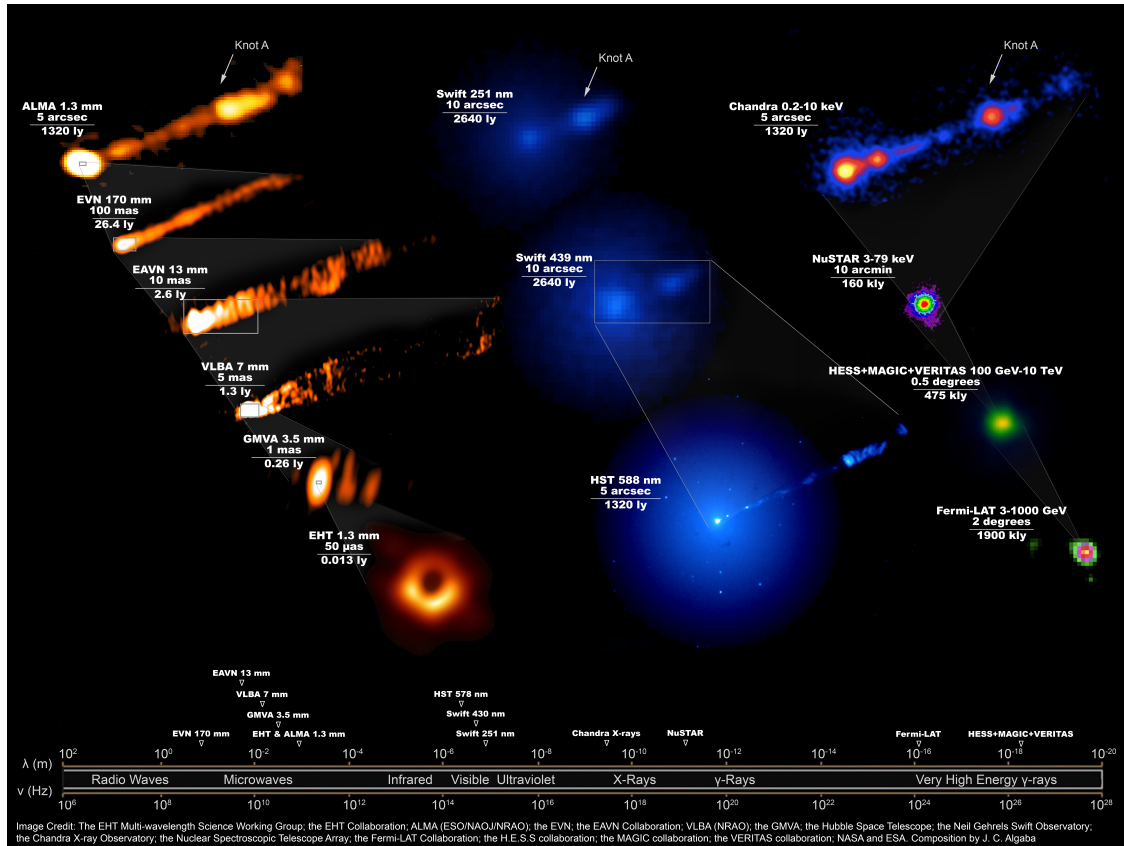 Knot A
ALMA 1.3 mm
5 arcsec
1320 ly
EVN 170 mm
100 mas
26.4 ly
EAVN 13 mm
10 mas
2.6 ly
VLBA 7 mm
5 mas
1.3 ly
GMVA 3.5 mm
1 mas
0.26 ly
EHT 1.3 mm
50 µas
0.013 ly
Knot A
Swift 251 nm
10 arcsec
2640 ly
Swift 439 nm
10 arcsec
2640 ly
HST 588 nm
5 arcsec
1320 ly
Knot A
Chandra 0.2-10 keV
5 arcsec
1320 ly
NuSTAR 3-79 keV
10 arcmin
160 kly
HESS+MAGIC+VERITAS 100 GeV-10 TeV
0.5 degrees
475 kly
Fermi-LAT 3-1000 GeV
2 degrees
1900 kly
EAVN 13 mm
VLBA 7 mm HST 578 nm
GMVA 3.5 mm Swift 430 nm
EVN 170 mm EHT & ALMA 1.3 mm Swift 251 nm Chandra X-rays NuSTAR Fermi-LAT HESS+MAGIC+VERITAS
λ (m) 10² 10⁰ 10⁻² 10⁻⁴ 10⁻⁶ 10⁻⁸ 10⁻¹⁰ 10⁻¹² 10⁻¹⁴ 10⁻¹⁶ 10⁻¹⁸ 10⁻²⁰
Radio Waves Microwaves Infrared Visible Ultraviolet X-Rays γ-Rays Very High Energy γ-rays
ν (Hz) 10⁶ 10⁸ 10¹⁰ 10¹² 10¹⁴ 10¹⁶ 10¹⁸ 10²⁰ 10²² 10²⁴ 10²⁶ 10²⁸
Image Credit: The EHT Multi-wavelength Science Working Group; the EHT Collaboration; ALMA (ESO/NAOJ/NRAO); the EVN; the EAVN Collaboration; VLBA (NRAO); the GMVA; the Hubble Space Telescope; the Neil Gehrels Swift Observatory;
the Chandra X-ray Observatory; the Nuclear Spectroscopic Telescope Array; the Fermi-LAT Collaboration; the H.E.S.S collaboration; the MAGIC collaboration; the VERITAS collaboration; NASA and ESA. Composition by J. C. Algaba